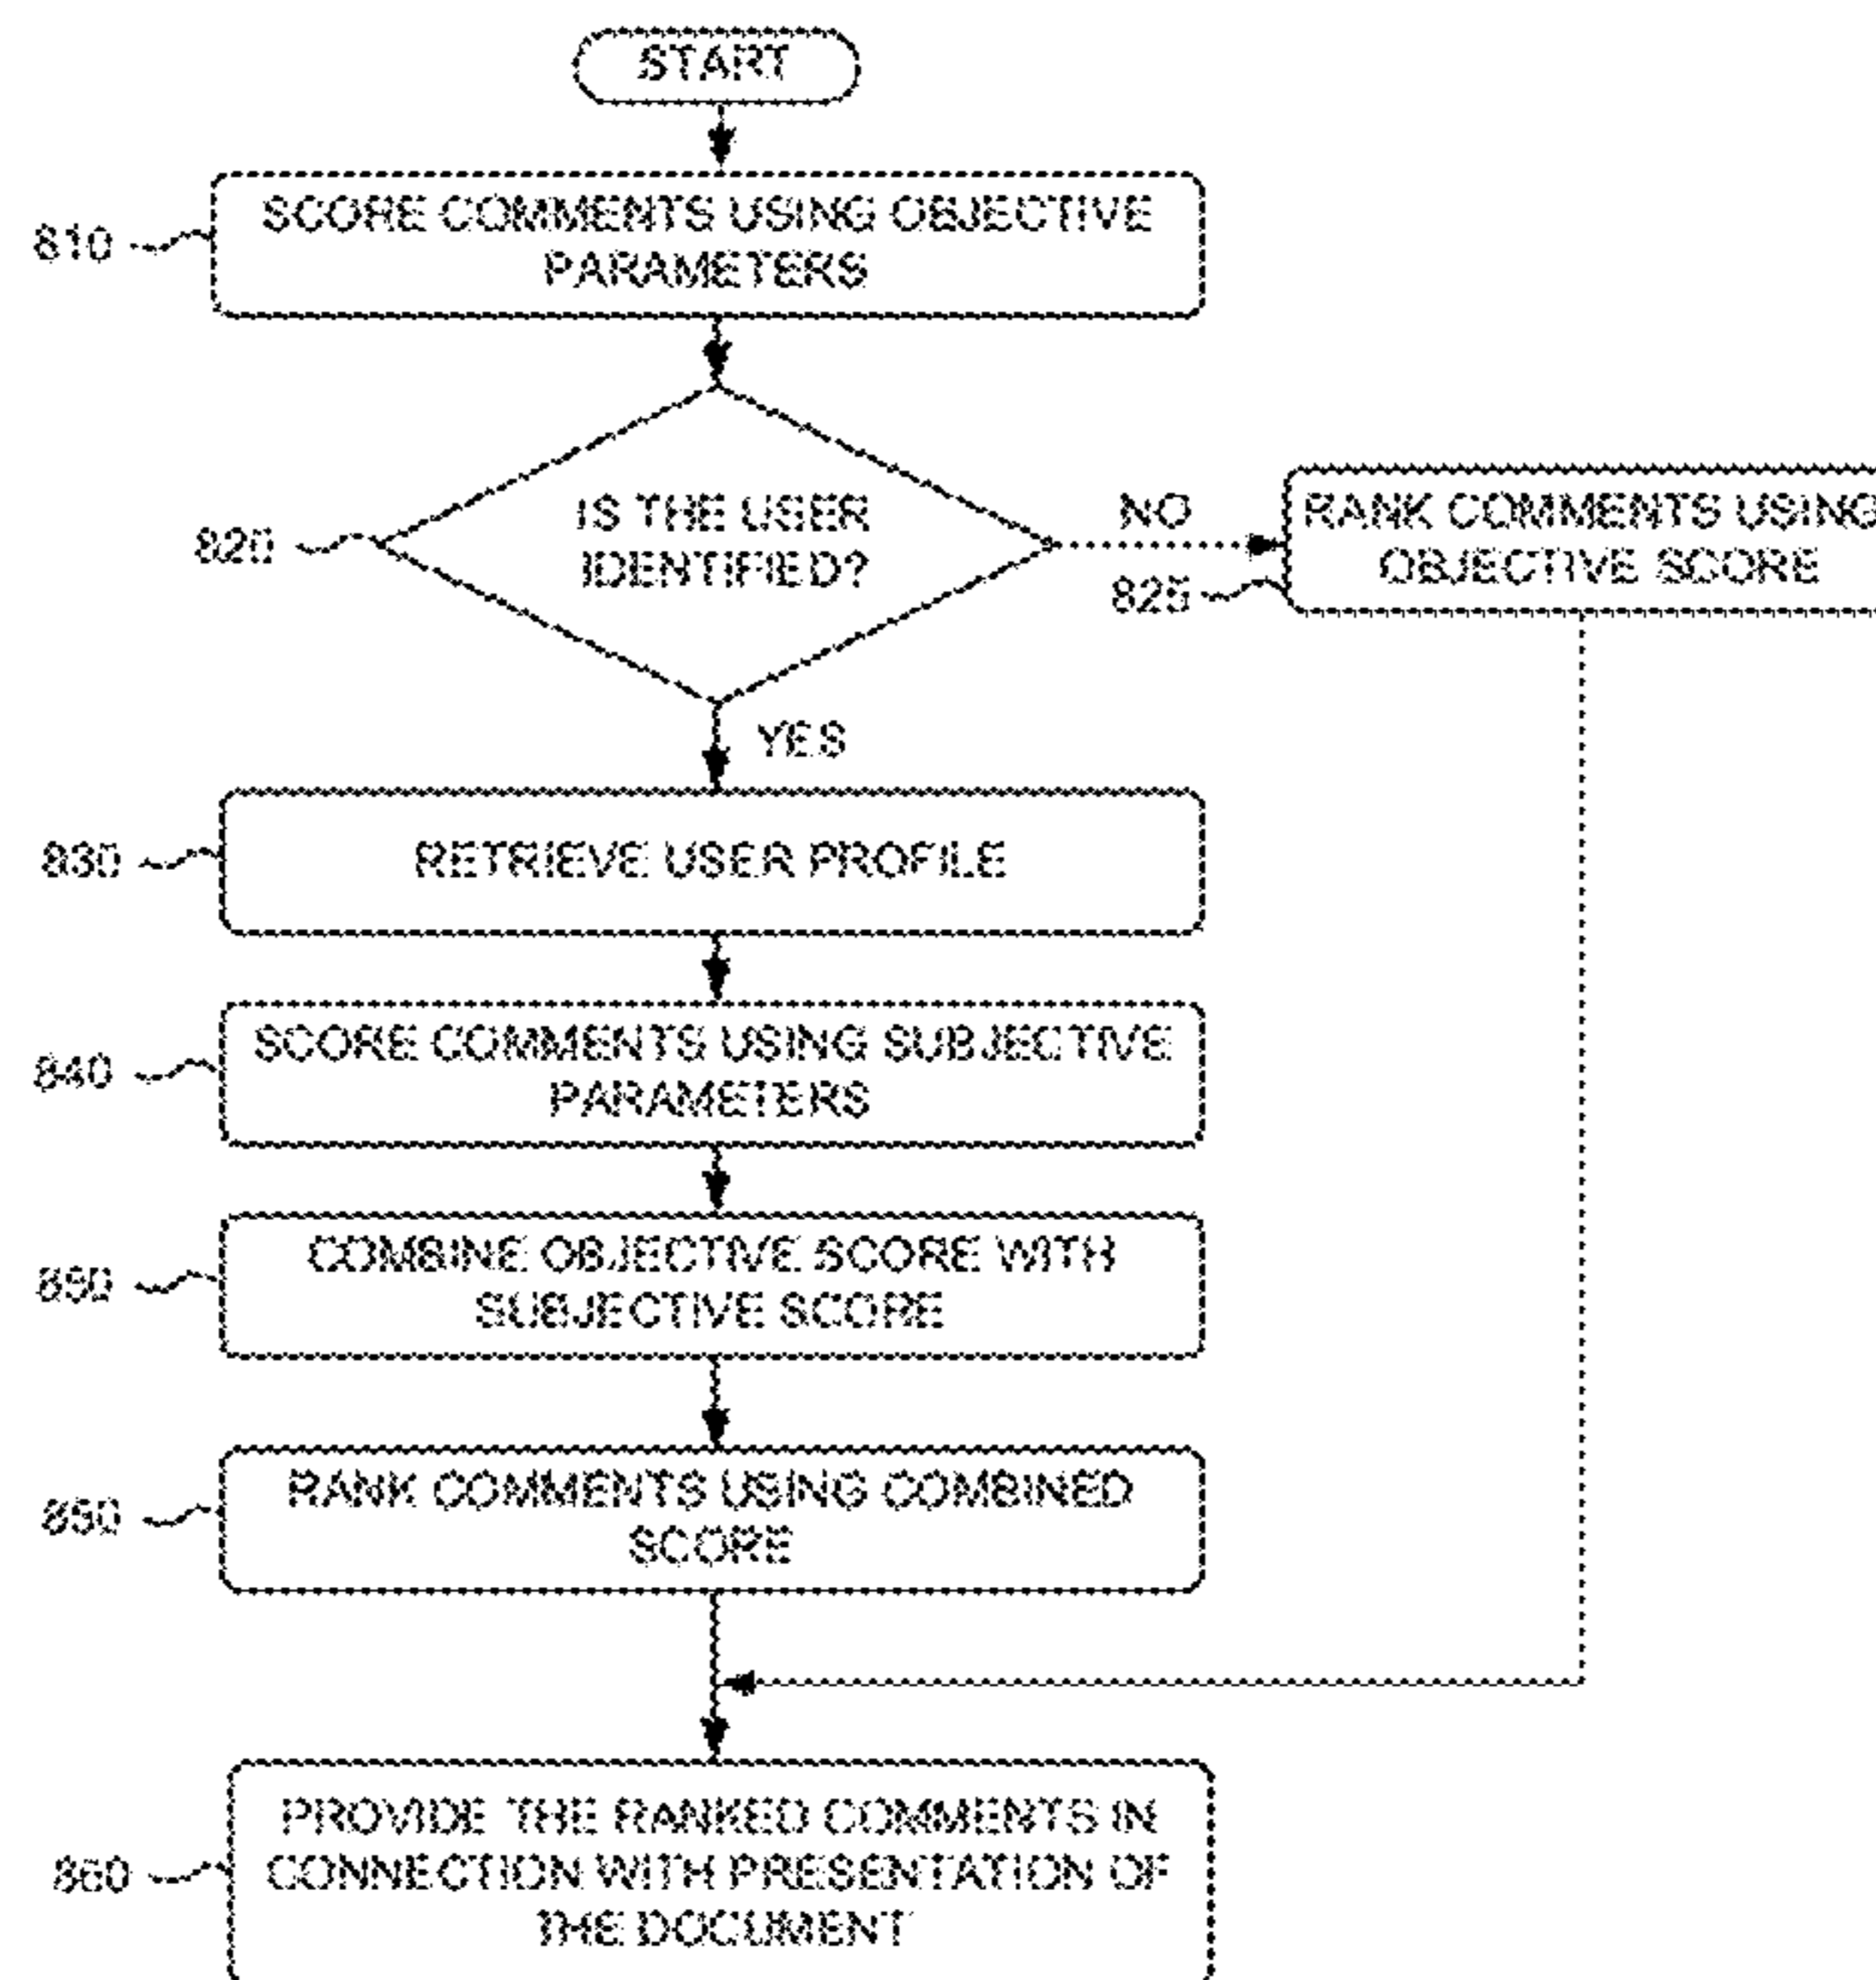 START
810
SCORE COMMENTS USING OBJECTIVE
PARAMETERS
820
IS THE USER
IDENTIFIED?
NO
825
RANK COMMENTS USING
OBJECTIVE SCORE
YES
830
RETRIEVE USER PROFILE
840
SCORE COMMENTS USING SUBJECTIVE
PARAMETERS
COMBINE OBJECTIVE SCORE WITH
SUBJECTIVE SCORE
850
RANK COMMENTS USING COMBINED
SCORE
860
PROVIDE THE RANKED COMMENTS IN
CONNECTION WITH PRESENTATION OF
THE DOCUMENT